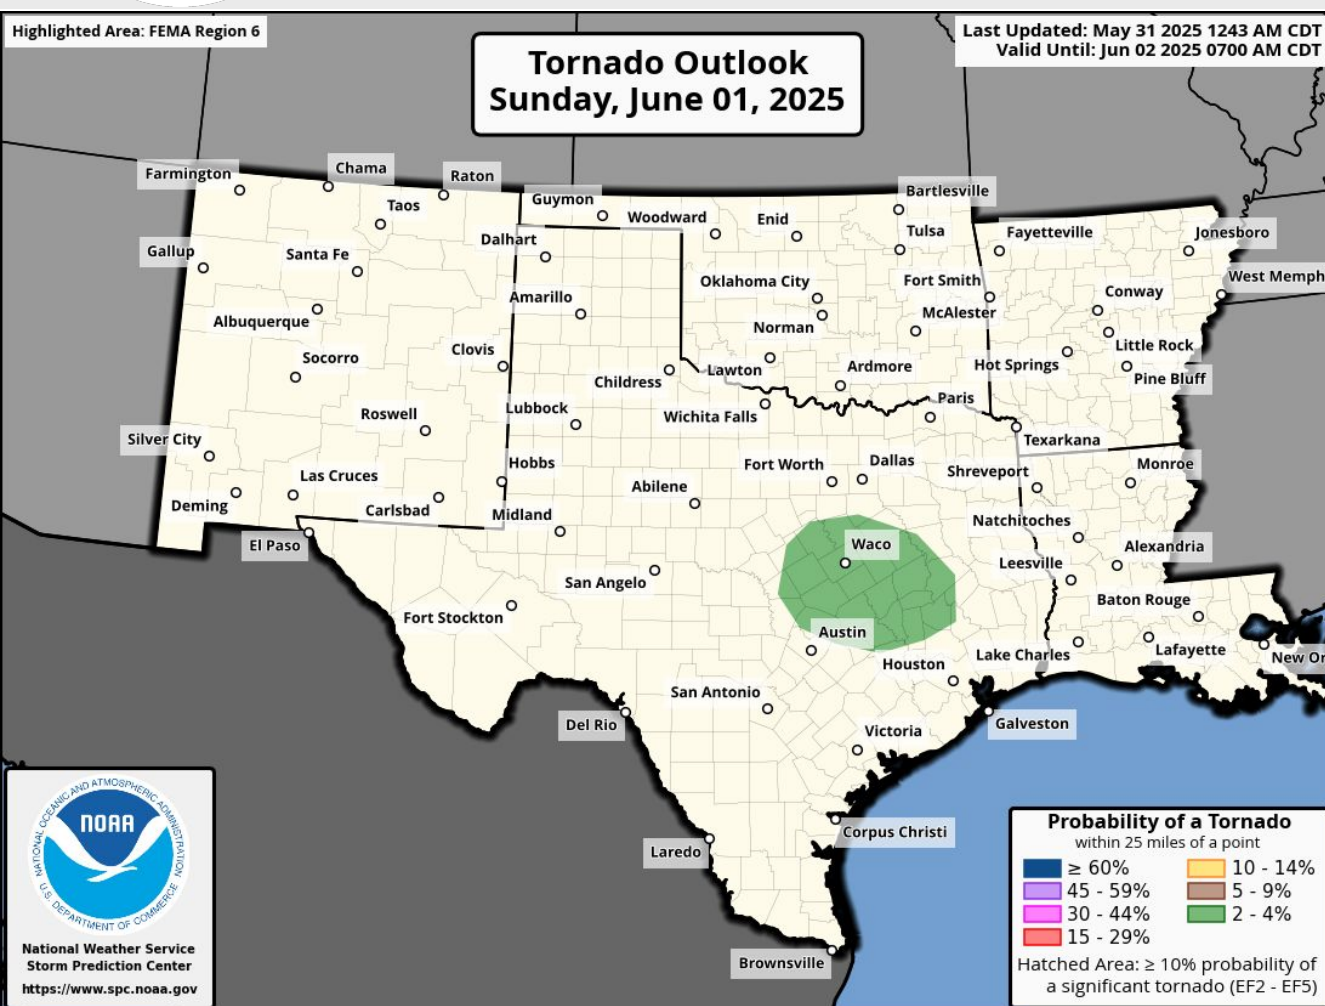 Highlighted Area: FEMA Region 6
Last Updated: May 31 2025 1243 AM CDT
Valid Until: Jun 02 2025 0700 AM CDT
Tornado Outlook
Sunday, June 01, 2025
Farmington
Chama
Raton
Taos
Guymon
Woodward
Enid
Bartlesville
Tulsa
Fayetteville
Jonesboro
Gallup
Santa Fe
Dalhart
Oklahoma City
Fort Smith
West Memph
Amarillo
Conway
Albuquerque
Norman
McAlester
Little Rock
Socorro
Clovis
Childress
Lawton
Ardmore
Hot Springs
Pine Bluff
Roswell
Lubbock
Wichita Falls
Paris
Silver City
Texarkana
Las Cruces
Hobbs
Fort Worth
Dallas
Shreveport
Monroe
Deming
Carlsbad
Midland
Abilene
Natchitoches
El Paso
Waco
Alexandria
San Angelo
Leesville
Fort Stockton
Baton Rouge
Austin
Lake Charles
Lafayette
New Or
Houston
San Antonio
Del Rio
Victoria
Galveston
Laredo
Corpus Christi
Brownsville
NATIONAL OCEANIC AND ATMOSPHERIC ADMINISTRATION
NOAA
U.S. DEPARTMENT OF COMMERCE
National Weather Service
Storm Prediction Center
https://www.spc.noaa.gov
Probability of a Tornado
within 25 miles of a point
≥ 60%
10 - 14%
45 - 59%
5 - 9%
30 - 44%
2 - 4%
15 - 29%
Hatched Area: ≥ 10% probability of
a significant tornado (EF2 - EF5)